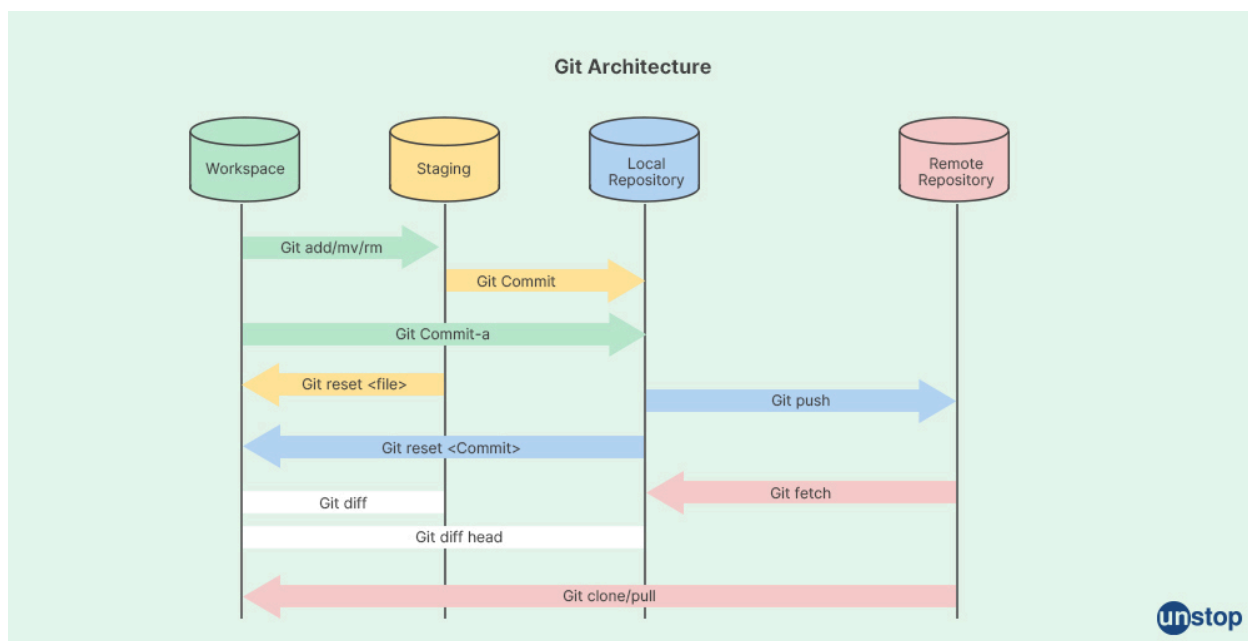 Git Architecture
Workspace
Staging
Local
Repository
Remote
Repository
Git add/mv/rm
Git Commit
Git Commit-a
Git reset <file>
Git push
Git reset <Commit>
Git fetch
Git diff
Git diff head
Git clone/pull
unstop